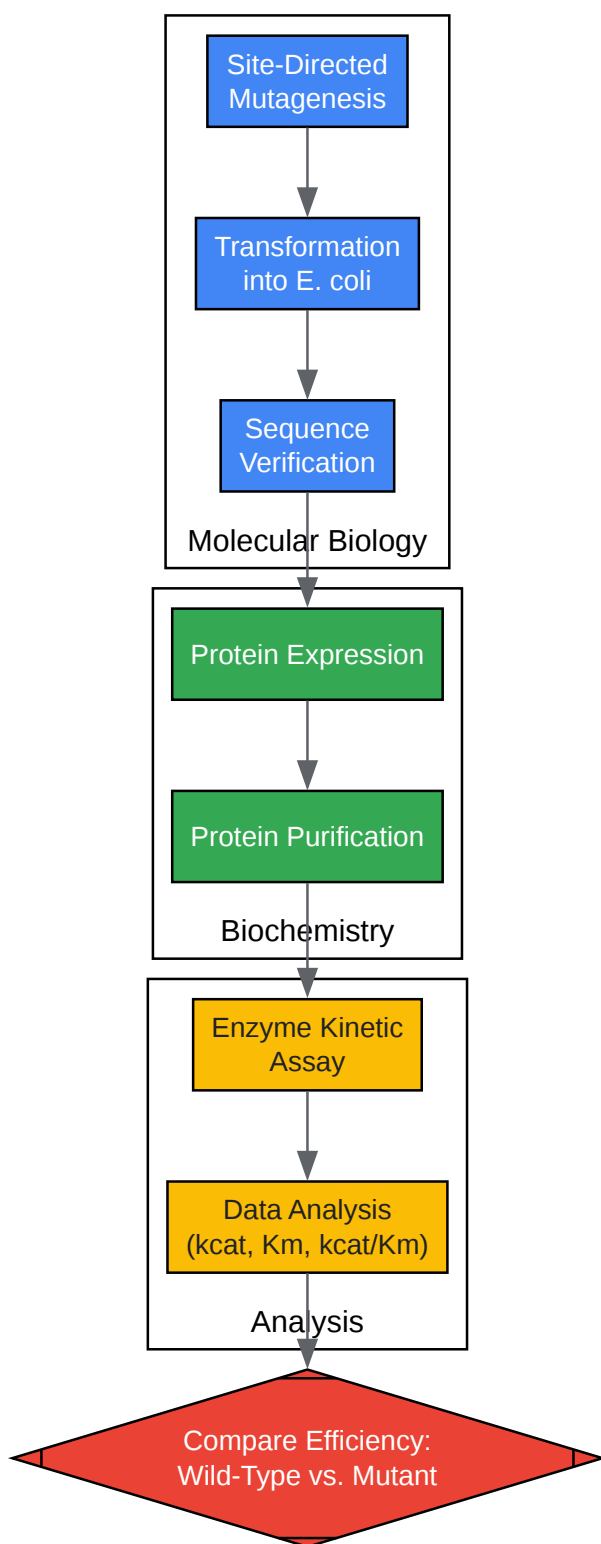 Site-Directed
Mutagenesis
Transformation
into E. coli
Sequence
Verification
Molecular Biology
Protein Expression
Protein Purification
Biochemistry
Enzyme Kinetic
Assay
Data Analysis
(kcat, Km, kcat/Km)
Analysis
Compare Efficiency:
Wild-Type vs. Mutant